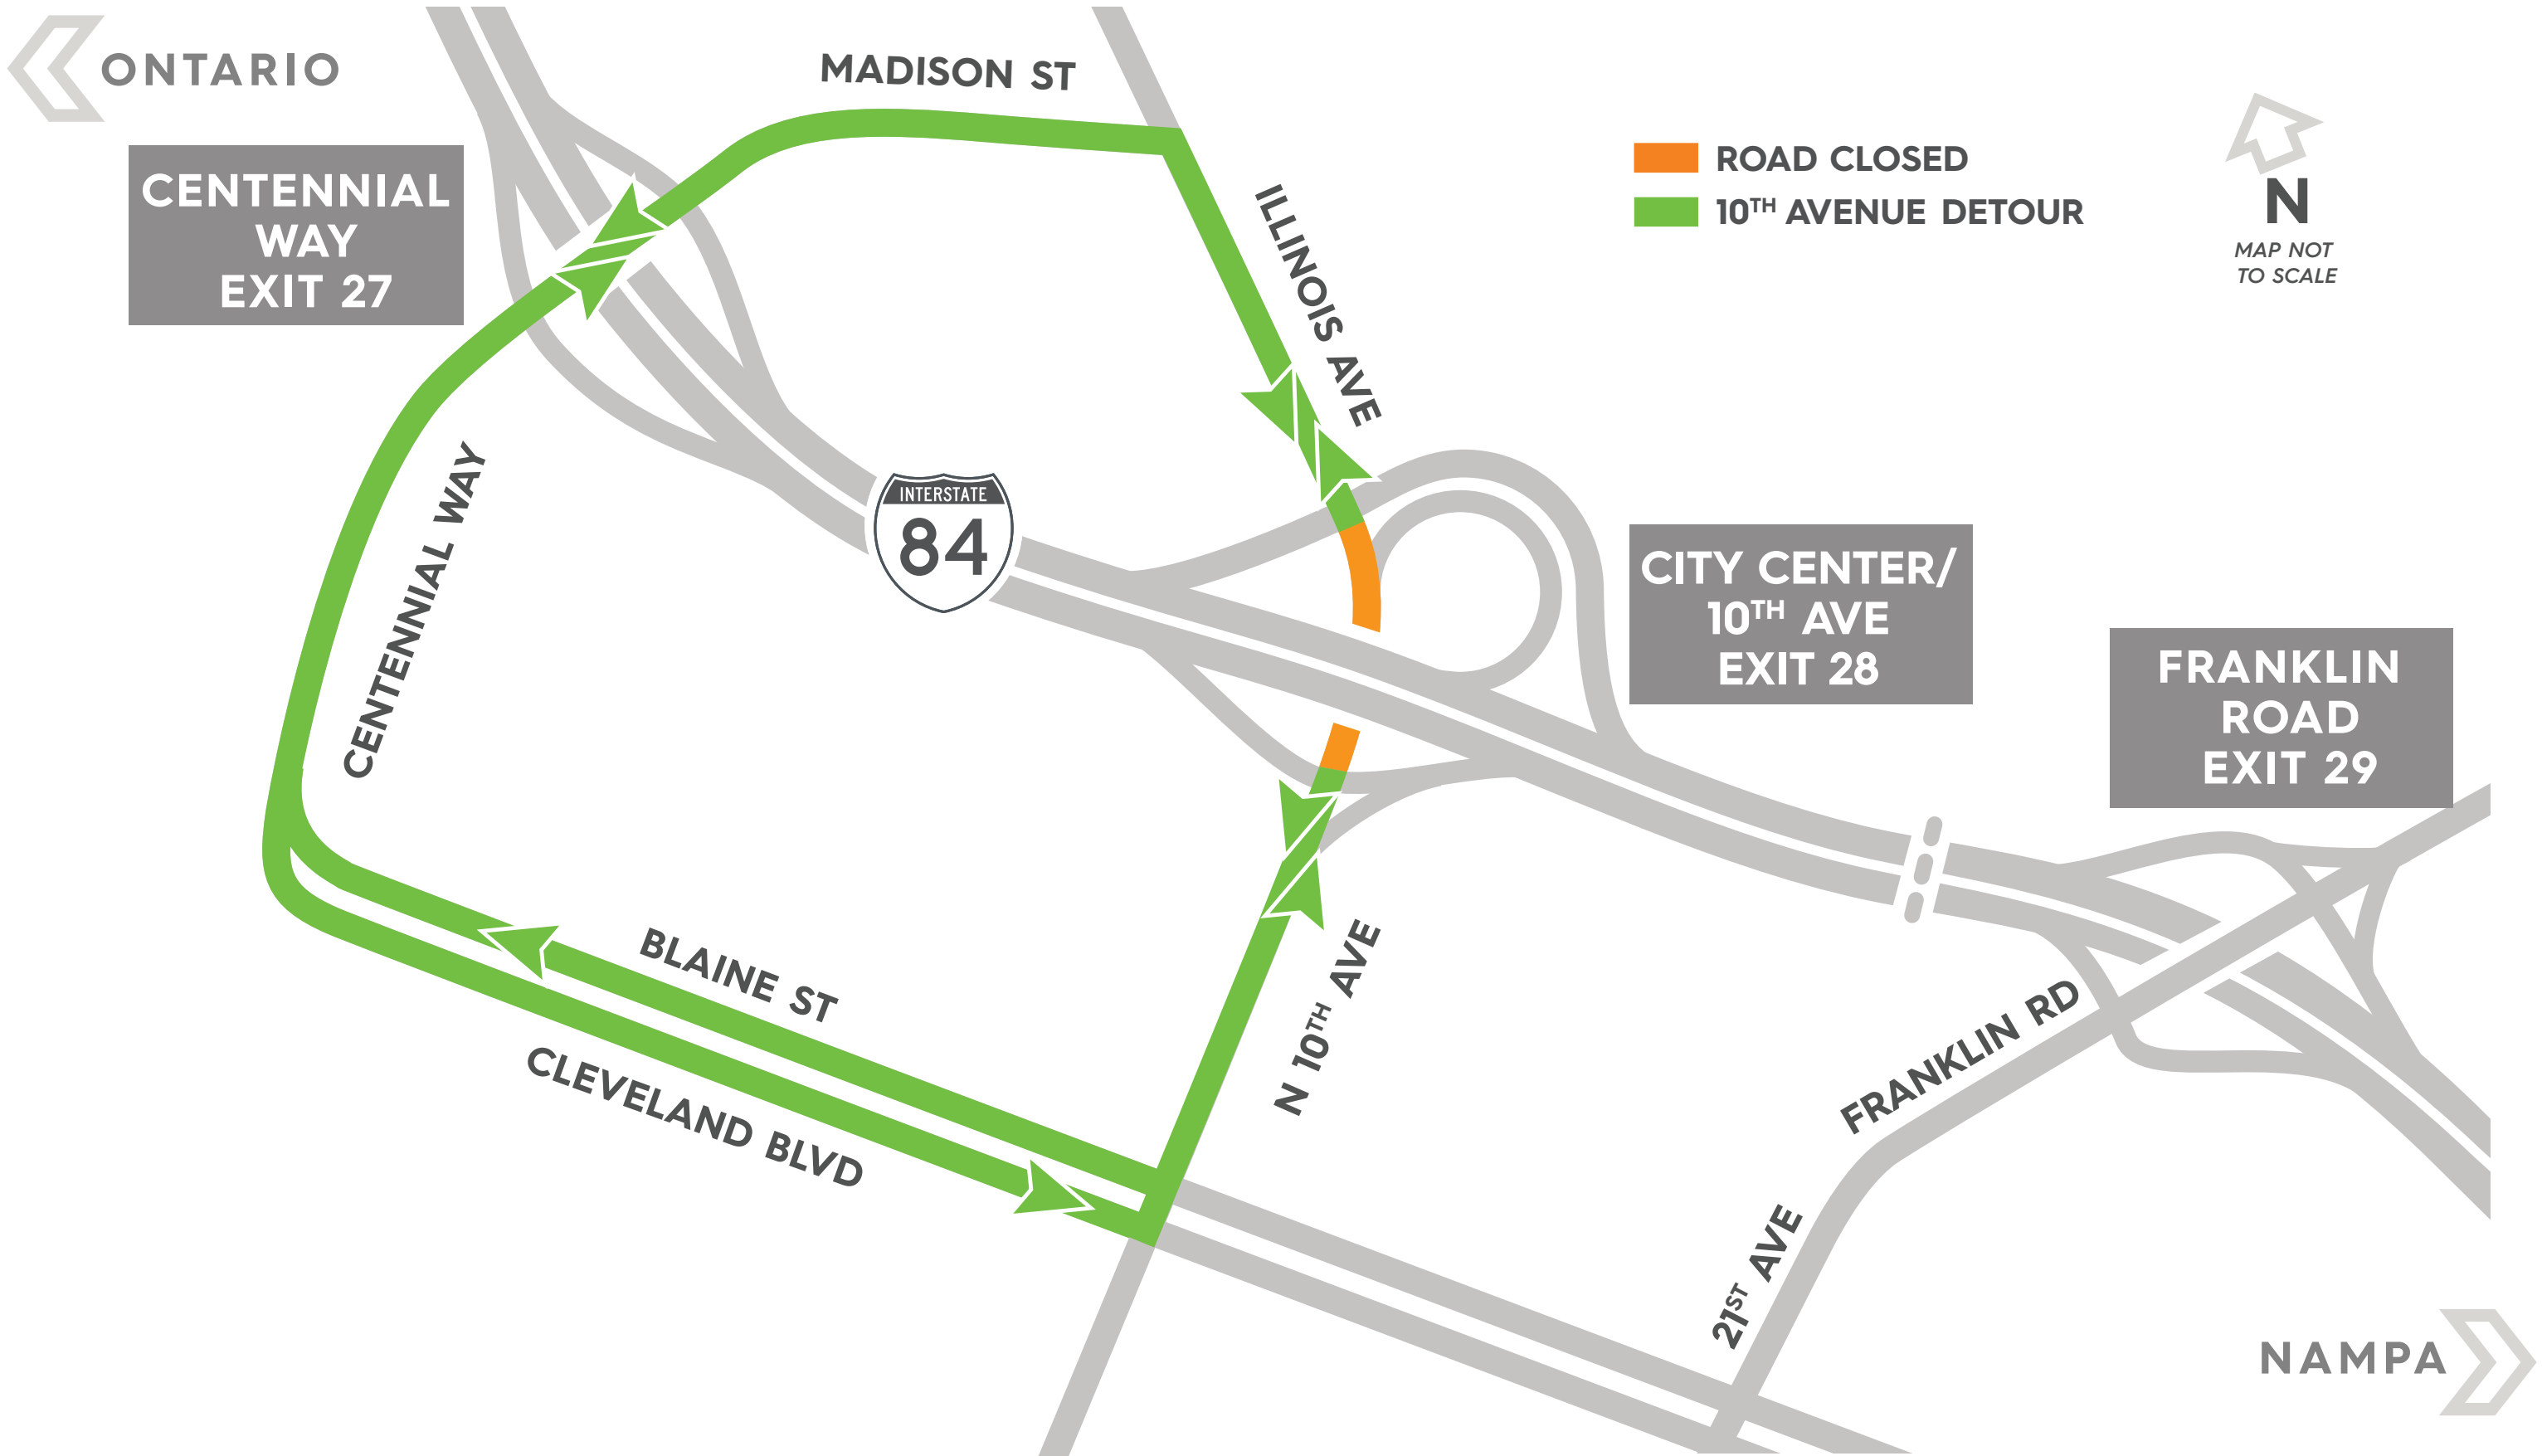 ONTARIO
MADISON ST
CENTENNIAL
WAY
EXIT 27
ROAD CLOSED
10TH AVENUE DETOUR
N
MAP NOT
TO SCALE
ILLINOIS AVE
CENTENNIAL WAY
INTERSTATE
84
CITY CENTER/
10TH AVE
EXIT 28
FRANKLIN
ROAD
EXIT 29
BLAINE ST
CLEVELAND BLVD
N 10TH AVE
FRANKLIN RD
21ST AVE
NAMPA